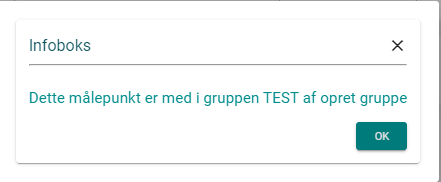 Infoboks
Dette målepunkt er med i gruppen TEST af opret gruppe
OK